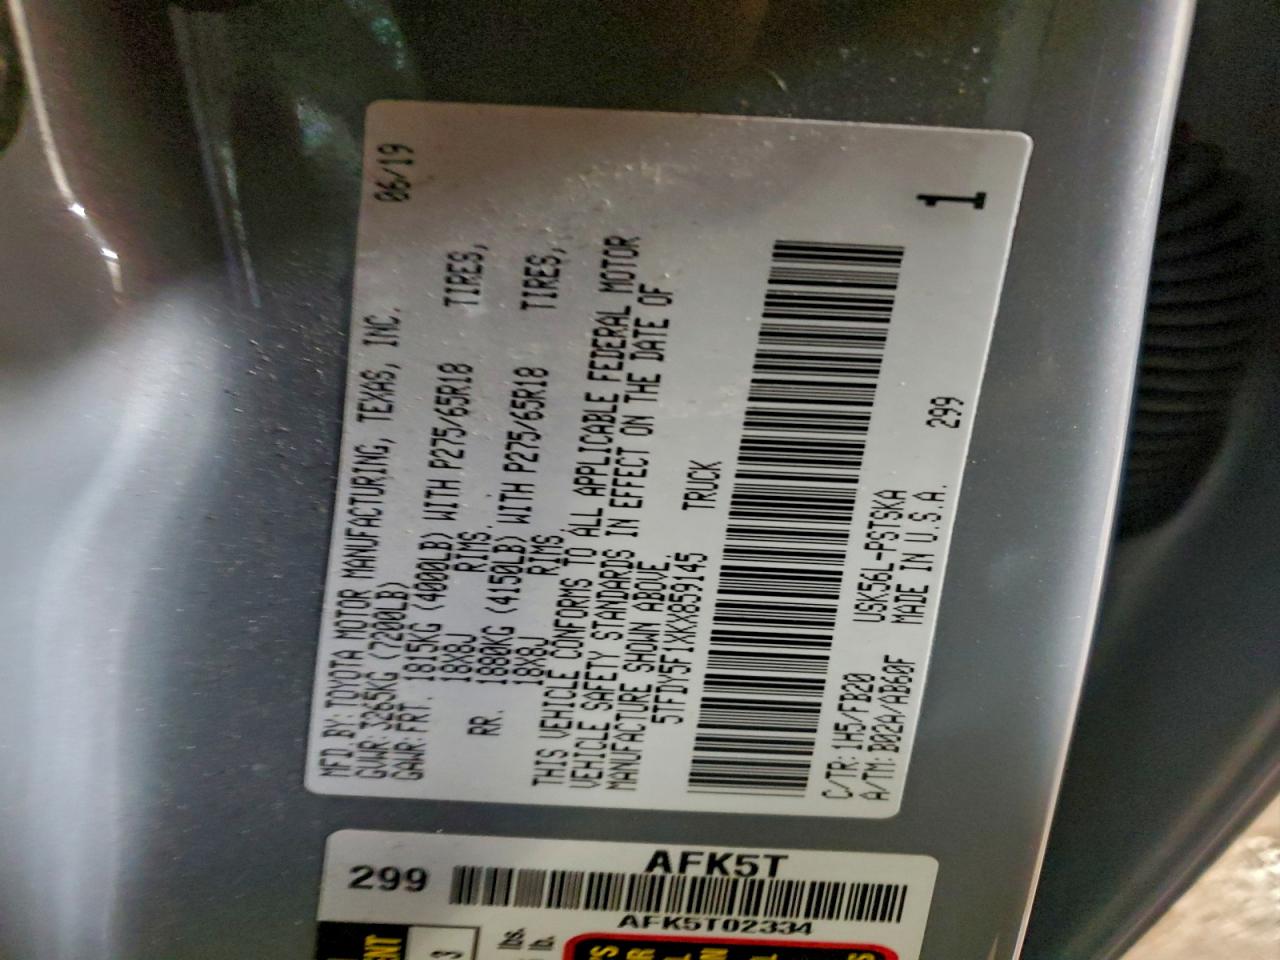 06/19
MFD BY: TOYOTA MOTOR MANUFACTURING, TEXAS, INC.
GVWR: 3265KG (7200LB)
GAWR: FRT. 1815KG (4000LB) WITH P275/65R18 TIRES,
18X8J RIMS.
RR. 1880KG (4150LB) WITH P275/65R18 TIRES,
18X8J RIMS
THIS VEHICLE CONFORMS TO ALL APPLICABLE FEDERAL MOTOR
VEHICLE SAFETY STANDARDS IN EFFECT ON THE DATE OF
MANUFACTURE SHOWN ABOVE.
5TFDY5F1XKX859145 TRUCK
C/TR: 1H5/FB20 USK56L-PSTSKA
A/TM: B02A/AB60F MADE IN U.S.A. 299
1
AFK5T
299
AFK5T02334
lbs.
lb.
3